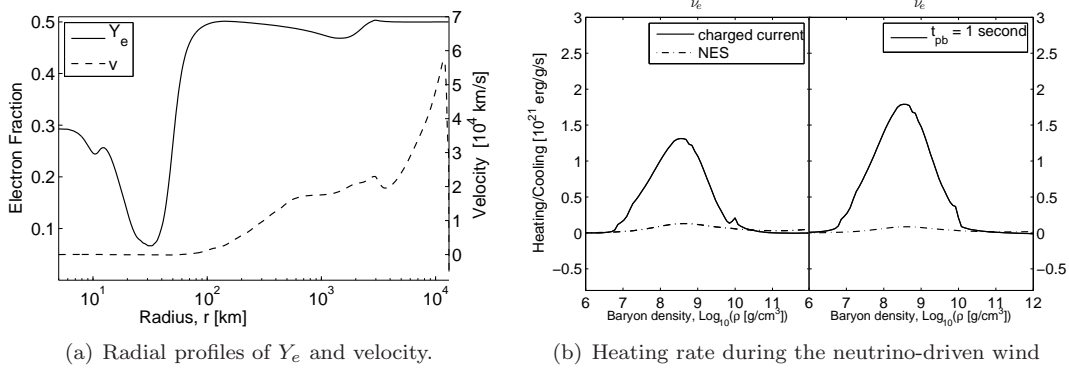 0.5
0.4
0.3
0.2
0.1
Electron Fraction
Y_e
v
7
6
5
4
3
2
1
0
Velocity [10^4 km/s]
10^1 10^2 10^3 10^4
Radius, r [km]
(a) Radial profiles of Y_e and velocity.
ν_e ν̄_e
3
2.5
2
1.5
1
0.5
0
−0.5
Heating/Cooling [10^21 erg/g/s]
charged current
NES
t_pb = 1 second
3
2.5
2
1.5
1
0.5
0
−0.5
6 7 8 9 10 11 6 7 8 9 10 11 12
Baryon density, Log_10(ρ [g/cm^3]) Baryon density, Log_10(ρ [g/cm^3])
(b) Heating rate during the neutrino-driven wind